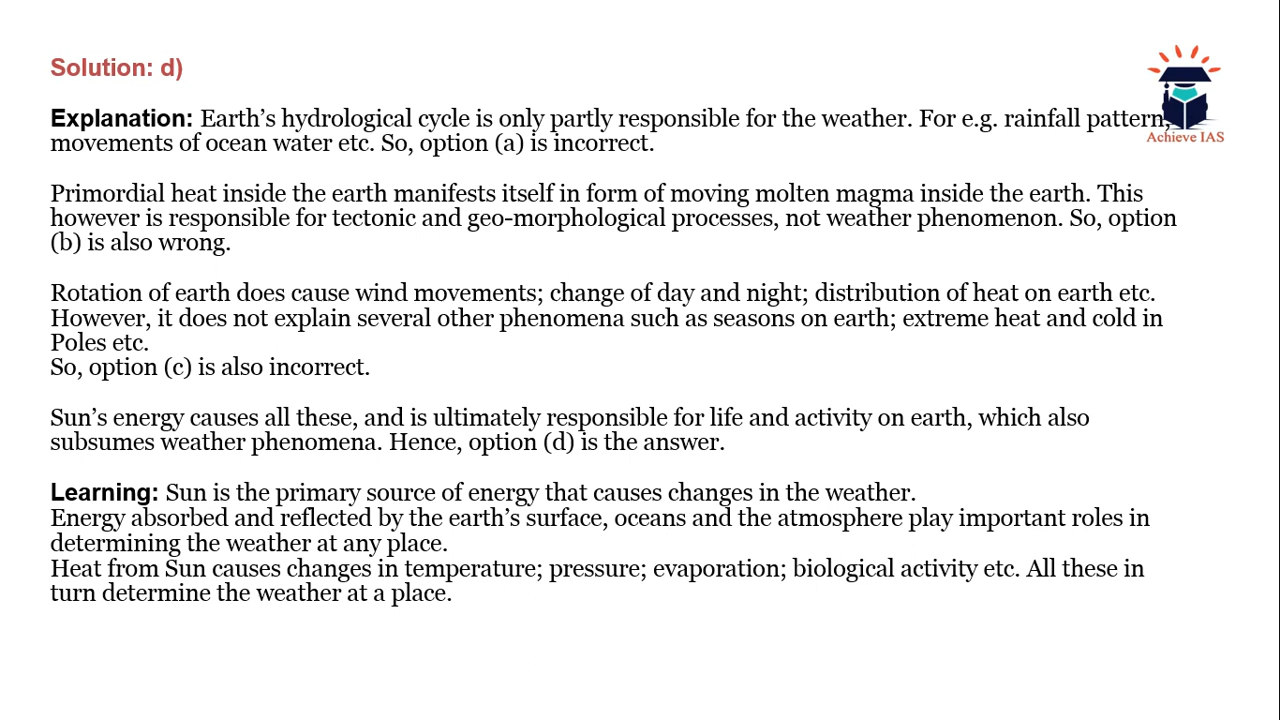 Solution: d)
Explanation: Earth’s hydrological cycle is only partly responsible for the weather. For e.g. rainfall pattern,
movements of ocean water etc. So, option (a) is incorrect.
Achieve IAS
Primordial heat inside the earth manifests itself in form of moving molten magma inside the earth. This
however is responsible for tectonic and geo-morphological processes, not weather phenomenon. So, option
(b) is also wrong.
Rotation of earth does cause wind movements; change of day and night; distribution of heat on earth etc.
However, it does not explain several other phenomena such as seasons on earth; extreme heat and cold in
Poles etc.
So, option (c) is also incorrect.
Sun’s energy causes all these, and is ultimately responsible for life and activity on earth, which also
subsumes weather phenomena. Hence, option (d) is the answer.
Learning: Sun is the primary source of energy that causes changes in the weather.
Energy absorbed and reflected by the earth’s surface, oceans and the atmosphere play important roles in
determining the weather at any place.
Heat from Sun causes changes in temperature; pressure; evaporation; biological activity etc. All these in
turn determine the weather at a place.